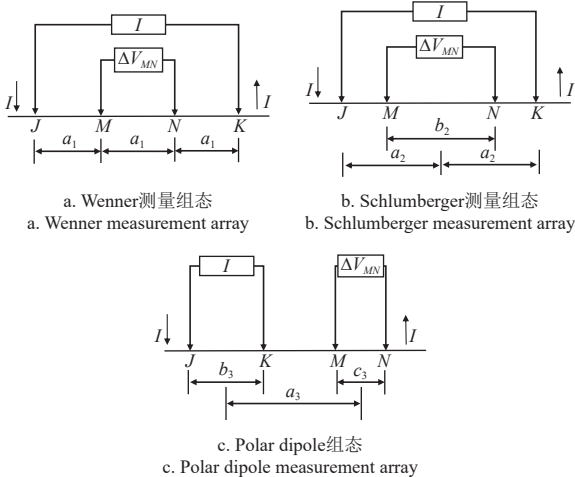 I
ΔV_MN
I
I
J M N K
a₁ a₁ a₁
a. Wenner测量组态
a. Wenner measurement array
I
ΔV_MN
I
I
J M N K
b₂
a₂ a₂
b. Schlumberger测量组态
b. Schlumberger measurement array
I
ΔV_MN
I
I
J K M N
b₃ c₃
a₃
c. Polar dipole组态
c. Polar dipole measurement array